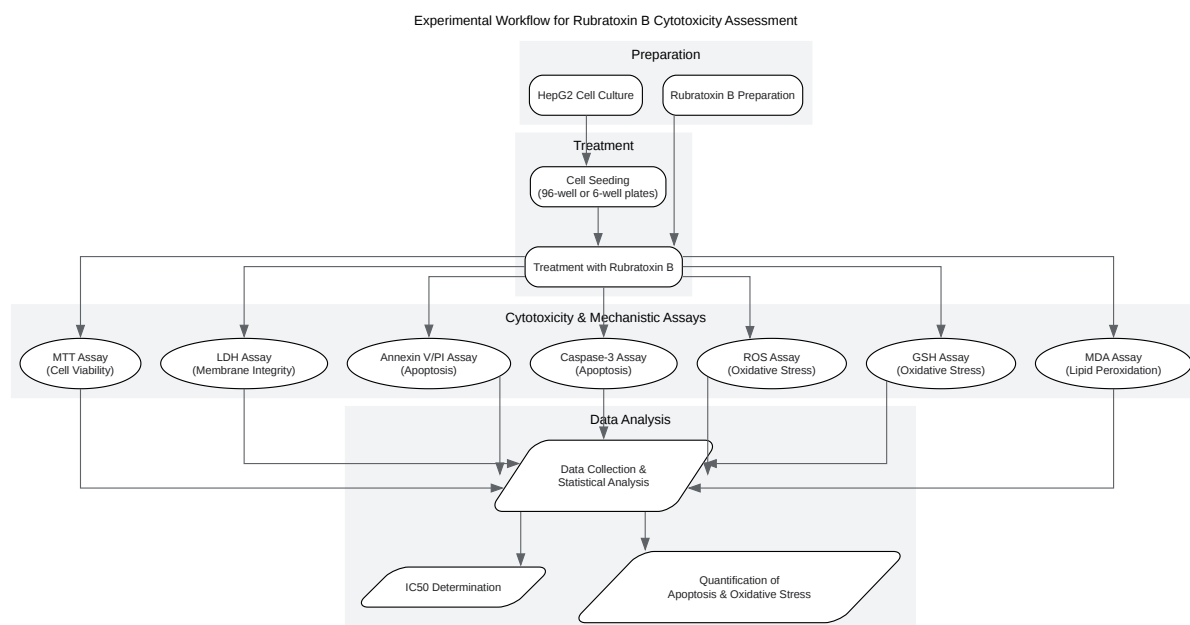 Experimental Workflow for Rubratoxin B Cytotoxicity Assessment
Preparation
HepG2 Cell Culture
Rubratoxin B Preparation
Treatment
Cell Seeding
(96-well or 6-well plates)
Treatment with Rubratoxin B
Cytotoxicity & Mechanistic Assays
MTT Assay
(Cell Viability)
LDH Assay
(Membrane Integrity)
Annexin V/PI Assay
(Apoptosis)
Caspase-3 Assay
(Apoptosis)
ROS Assay
(Oxidative Stress)
GSH Assay
(Oxidative Stress)
MDA Assay
(Lipid Peroxidation)
Data Analysis
Data Collection &
Statistical Analysis
IC50 Determination
Quantification of
Apoptosis & Oxidative Stress